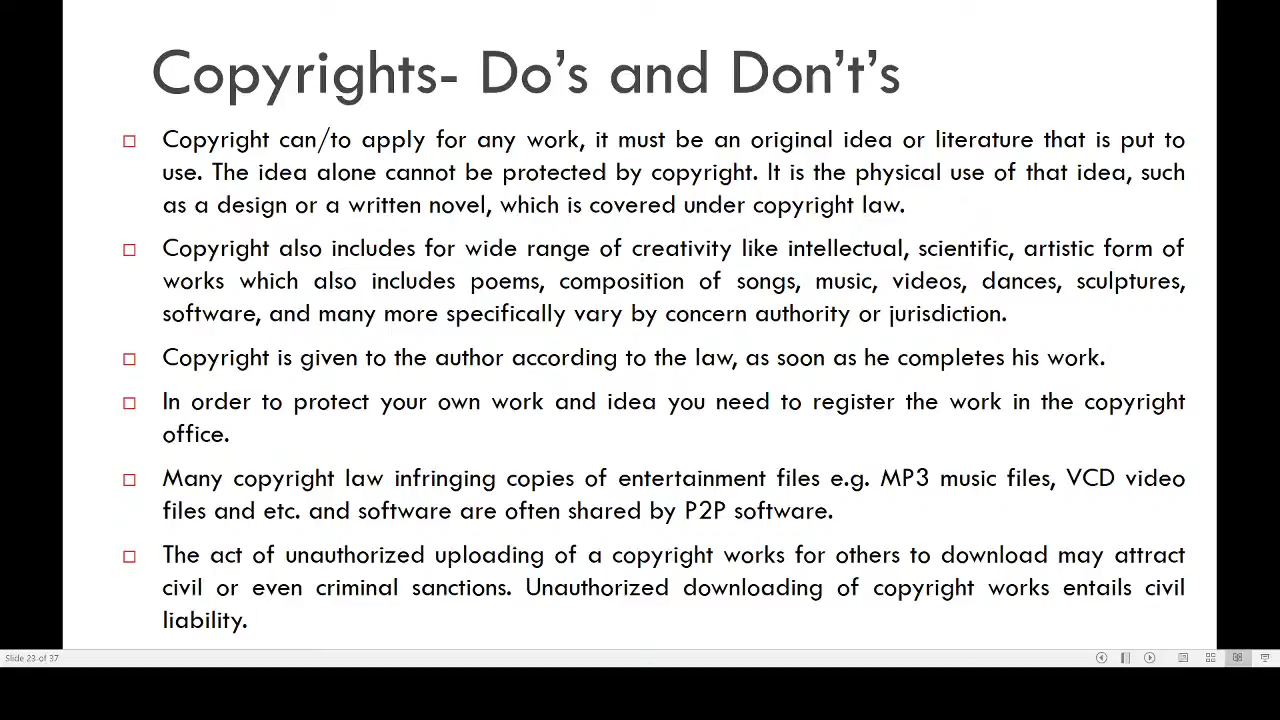 Copyrights- Do’s and Don’t’s
Copyright can/to apply for any work, it must be an original idea or literature that is put to
use. The idea alone cannot be protected by copyright. It is the physical use of that idea, such
as a design or a written novel, which is covered under copyright law.
Copyright also includes for wide range of creativity like intellectual, scientific, artistic form of
works which also includes poems, composition of songs, music, videos, dances, sculptures,
software, and many more specifically vary by concern authority or jurisdiction.
Copyright is given to the author according to the law, as soon as he completes his work.
In order to protect your own work and idea you need to register the work in the copyright
office.
Many copyright law infringing copies of entertainment files e.g. MP3 music files, VCD video
files and etc. and software are often shared by P2P software.
The act of unauthorized uploading of a copyright works for others to download may attract
civil or even criminal sanctions. Unauthorized downloading of copyright works entails civil
liability.
Slide 23 of 37